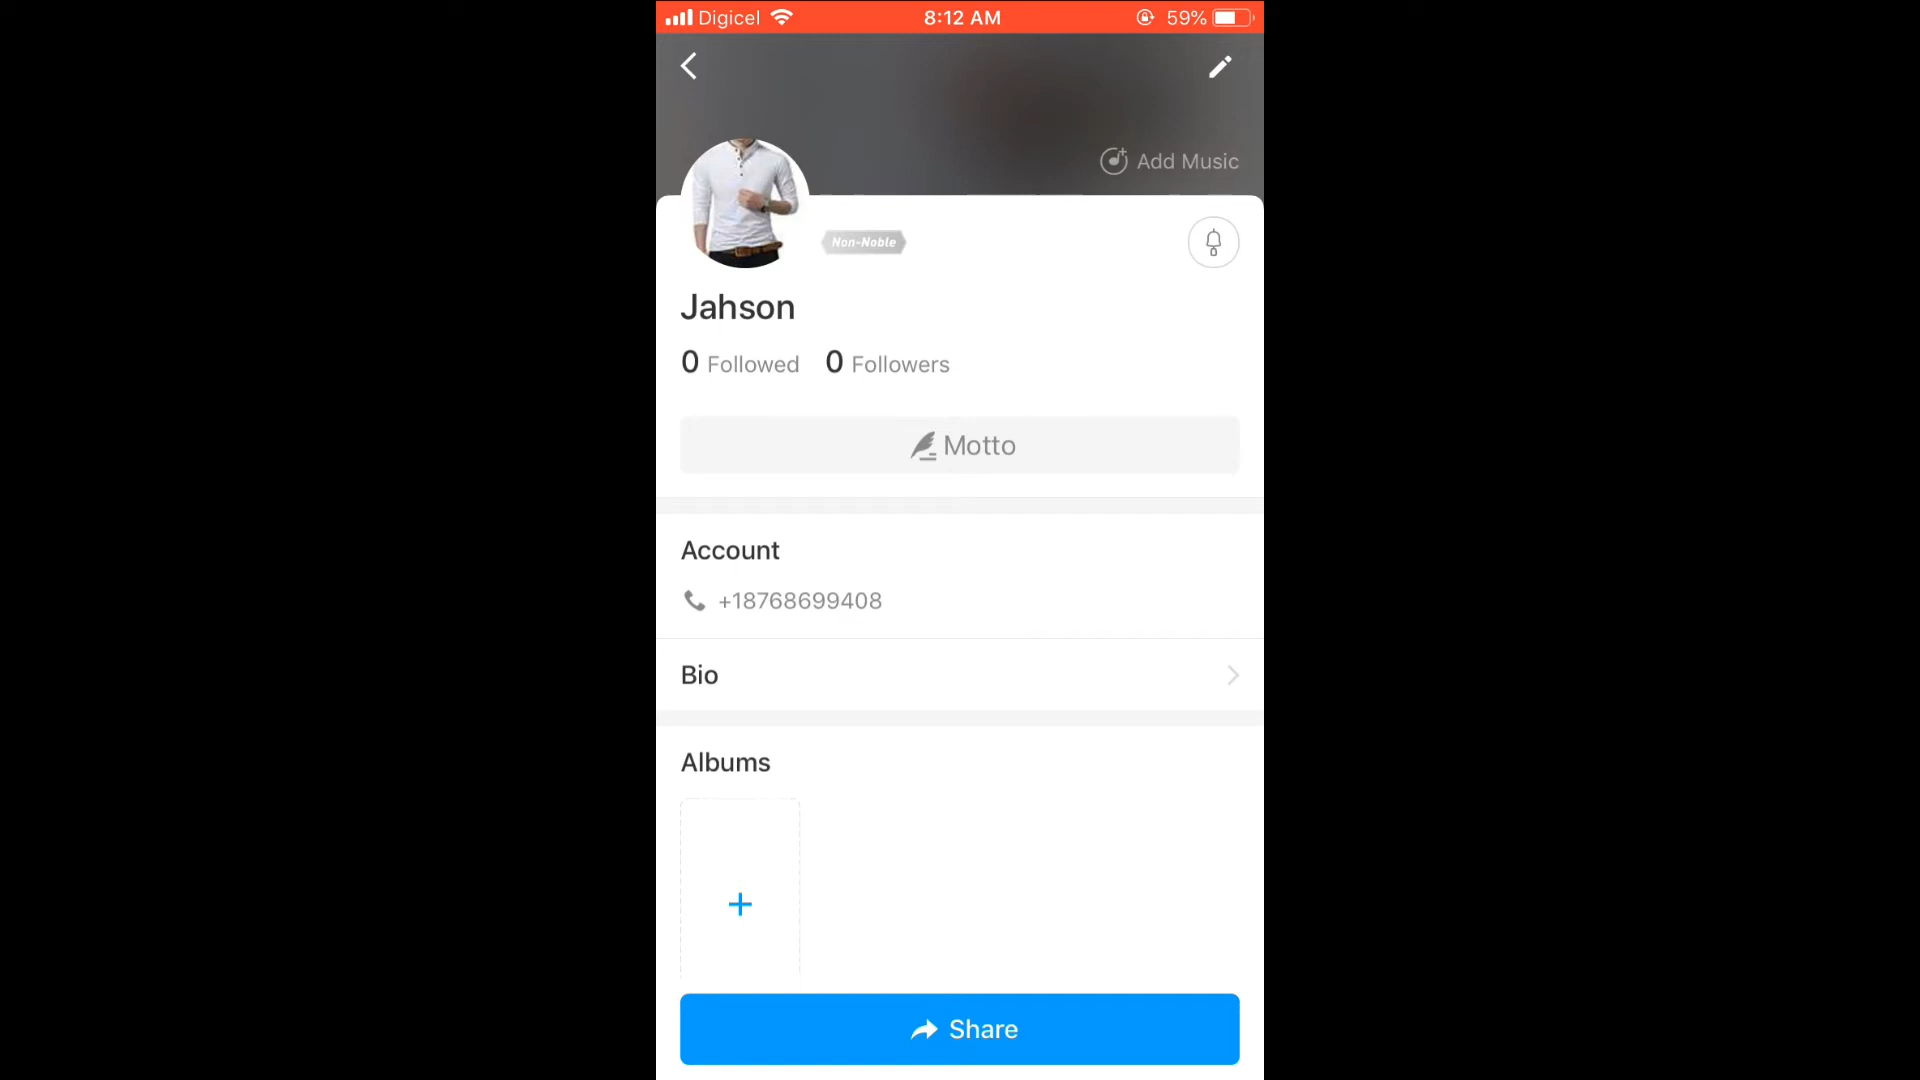 Digicel 8:12 AM 59%
Add Music
Non-Noble
Jahson
0 Followed 0 Followers
Motto
Account
+18768699408
Bio
Albums
Share